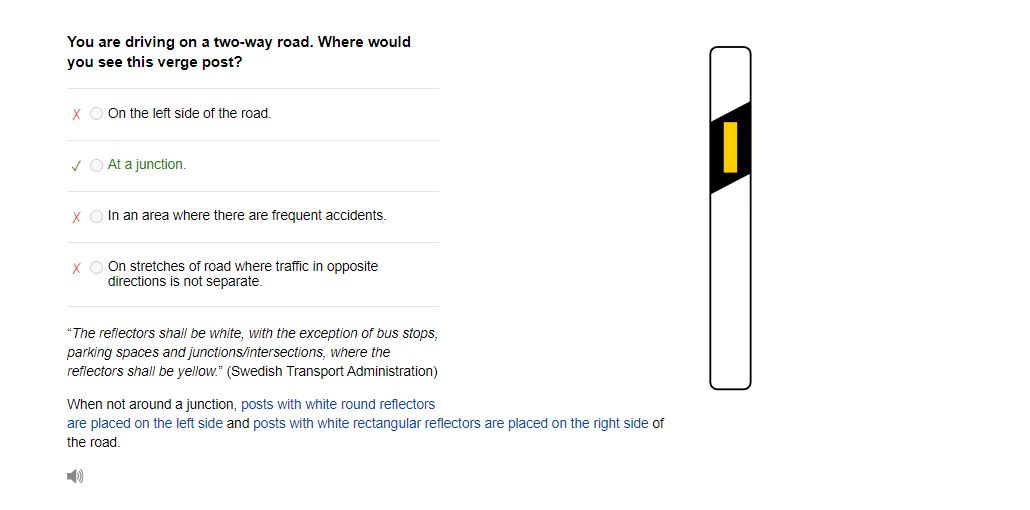 You are driving on a two-way road. Where would
you see this verge post?
On the left side of the road.
At a junction.
In an area where there are frequent accidents.
On stretches of road where traffic in opposite
directions is not separate.
“The reflectors shall be white, with the exception of bus stops,
parking spaces and junctions/intersections, where the
reflectors shall be yellow.” (Swedish Transport Administration)
When not around a junction, posts with white round reflectors
are placed on the left side and posts with white rectangular reflectors are placed on the right side of
the road.